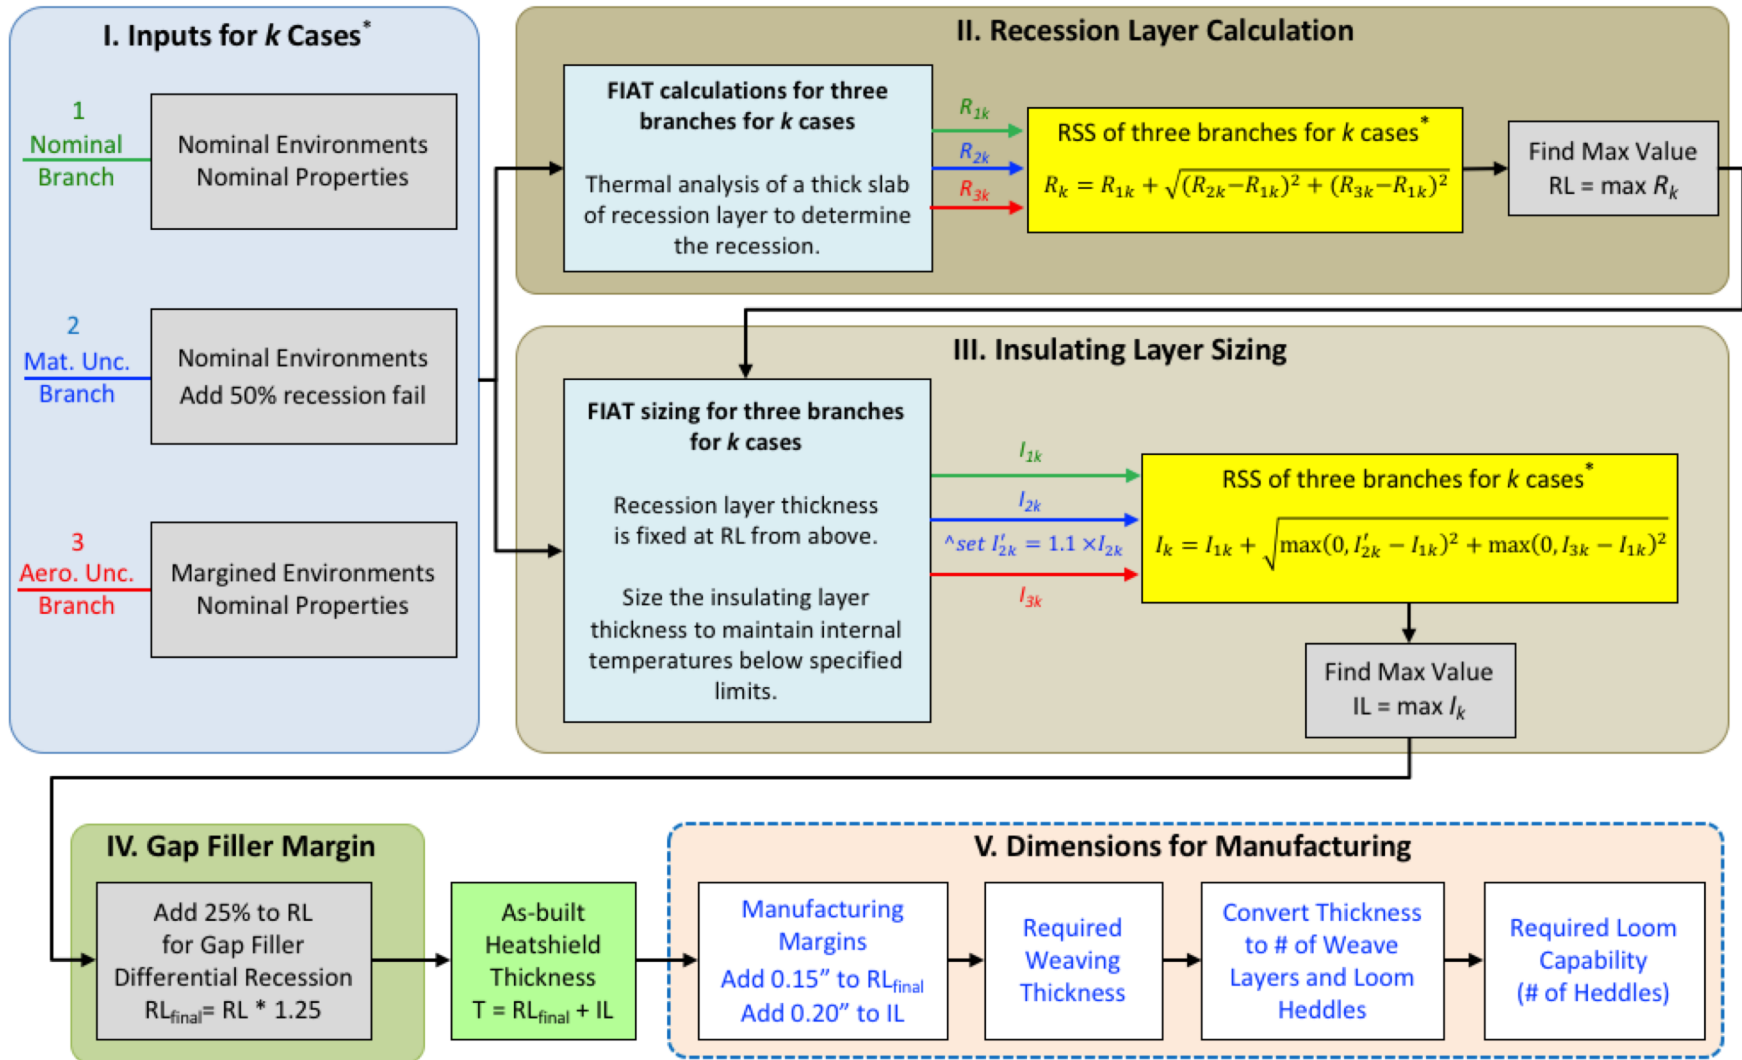 I. Inputs for k Cases*
1
Nominal
Branch
Nominal Environments
Nominal Properties
2
Mat. Unc.
Branch
Nominal Environments
Add 50% recession fail
3
Aero. Unc.
Branch
Margined Environments
Nominal Properties
II. Recession Layer Calculation
FIAT calculations for three
branches for k cases
Thermal analysis of a thick slab
of recession layer to determine
the recession.
R1k
R2k
R3k
RSS of three branches for k cases*
Rk = R1k + √(R2k−R1k)² + (R3k−R1k)²
Find Max Value
RL = max Rk
III. Insulating Layer Sizing
FIAT sizing for three branches
for k cases
Recession layer thickness
is fixed at RL from above.
Size the insulating layer
thickness to maintain internal
temperatures below specified
limits.
I1k
I2k
^set I′2k = 1.1 ×I2k
I3k
RSS of three branches for k cases*
Ik = I1k + √max(0, I′2k − I1k)² + max(0, I3k − I1k)²
Find Max Value
IL = max Ik
IV. Gap Filler Margin
Add 25% to RL
for Gap Filler
Differential Recession
RLfinal= RL * 1.25
As-built
Heatshield
Thickness
T = RLfinal + IL
V. Dimensions for Manufacturing
Manufacturing
Margins
Add 0.15” to RLfinal
Add 0.20” to IL
Required
Weaving
Thickness
Convert Thickness
to # of Weave
Layers and Loom
Heddles
Required Loom
Capability
(# of Heddles)